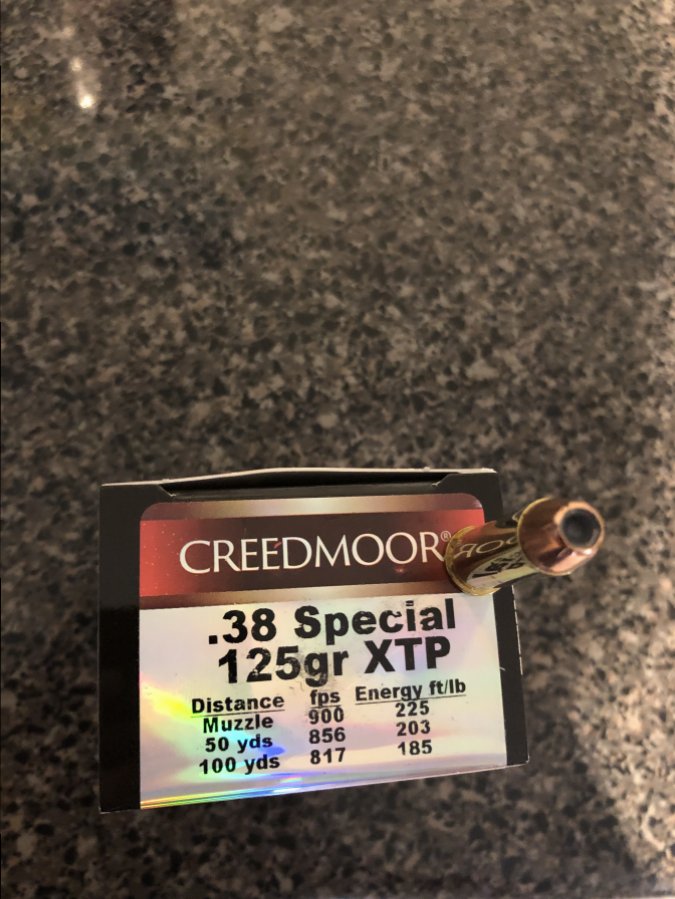 CREEDMOOR®
.38 Special
125gr XTP
Distance fps Energy ft/lb
Muzzle 900 225
50 yds 856 203
100 yds 817 185